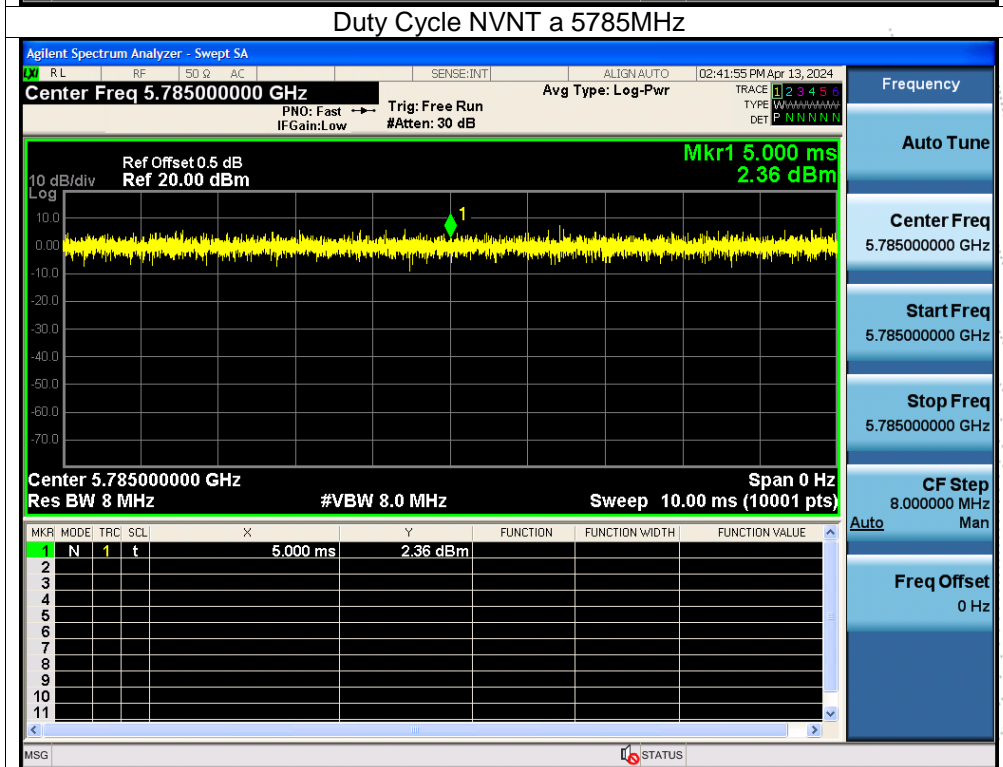 Duty Cycle NVNT a 5785MHz
Agilent Spectrum Analyzer - Swept SA
LXI RL RF 50 Ω AC SENSE:INT ALIGN AUTO 02:41:55 PM Apr 13, 2024
Center Freq 5.785000000 GHz
PNO: Fast
IFGain:Low
Trig: Free Run
#Atten: 30 dB
Avg Type: Log-Pwr
TRACE 1 2 3 4 5 6
TYPE WWWWWW
DET P N N N N N
Ref Offset 0.5 dB
10 dB/div Ref 20.00 dBm
Log
Mkr1 5.000 ms
2.36 dBm
1
10.0
0.00
-10.0
-20.0
-30.0
-40.0
-50.0
-60.0
-70.0
Center 5.785000000 GHz Span 0 Hz
Res BW 8 MHz #VBW 8.0 MHz Sweep 10.00 ms (10001 pts)
MKR MODE TRC SCL X Y FUNCTION FUNCTION WIDTH FUNCTION VALUE
1 N 1 t 5.000 ms 2.36 dBm
2
3
4
5
6
7
8
9
10
11
MSG STATUS
Frequency
Auto Tune
Center Freq
5.785000000 GHz
Start Freq
5.785000000 GHz
Stop Freq
5.785000000 GHz
CF Step
8.000000 MHz
Auto Man
Freq Offset
0 Hz